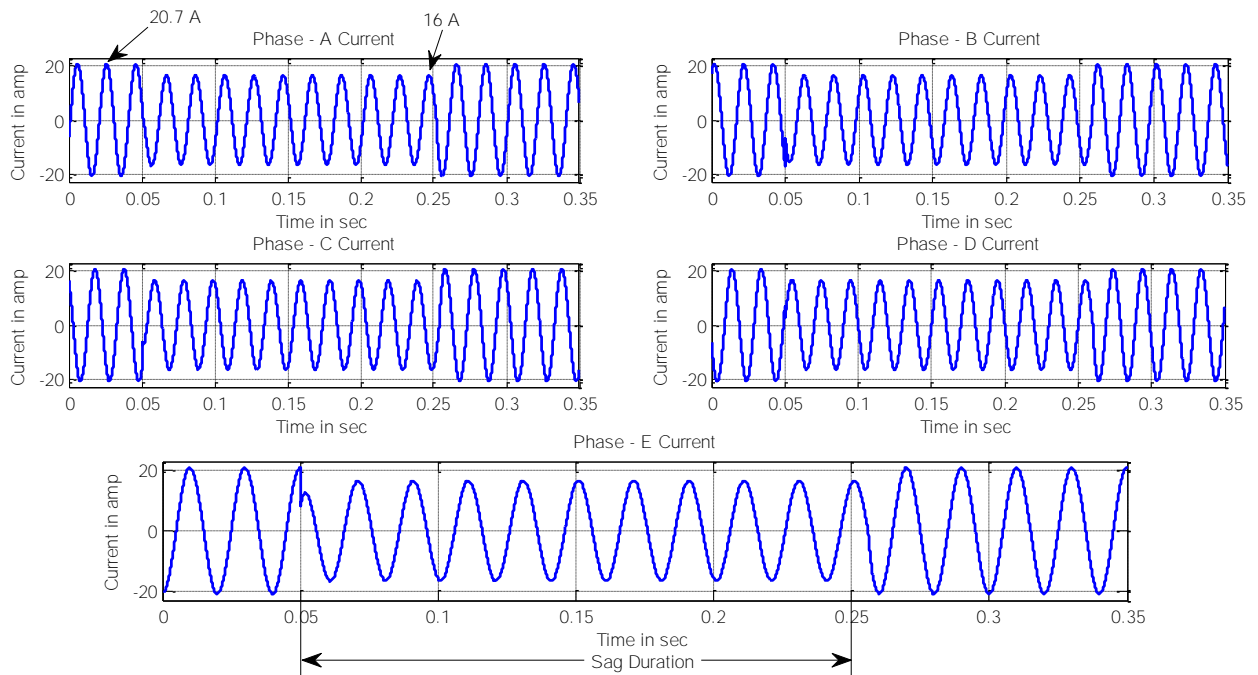 20.7 A
16 A
Phase - A Current
Current in amp
20
0
-20
0 0.05 0.1 0.15 0.2 0.25 0.3 0.35
Time in sec
Phase - B Current
Current in amp
20
0
-20
0 0.05 0.1 0.15 0.2 0.25 0.3 0.35
Time in sec
Phase - C Current
Current in amp
20
0
-20
0 0.05 0.1 0.15 0.2 0.25 0.3 0.35
Time in sec
Phase - D Current
Current in amp
20
0
-20
0 0.05 0.1 0.15 0.2 0.25 0.3 0.35
Time in sec
Phase - E Current
Current in amp
20
0
-20
0 0.05 0.1 0.15 0.2 0.25 0.3 0.35
Time in sec
Sag Duration